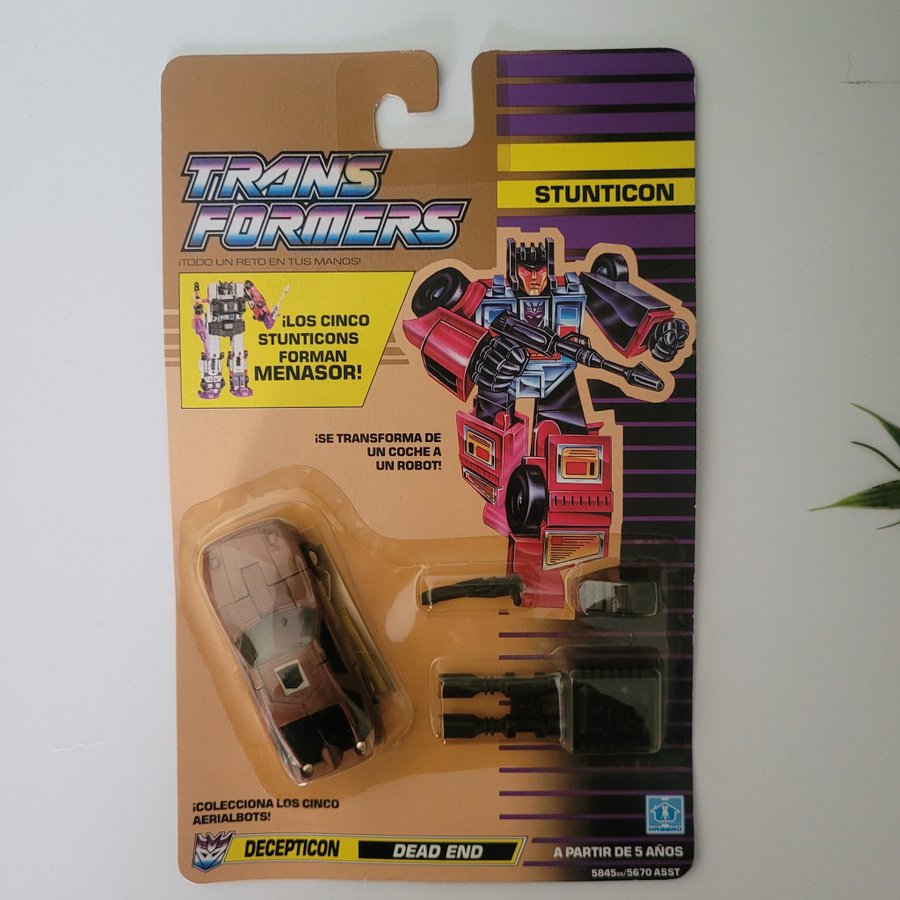 TRANS
FORMERS
¡TODO UN RETO EN TUS MANOS!
STUNTICON
¡LOS CINCO
STUNTICONS
FORMAN
MENASOR!
¡SE TRANSFORMA DE
UN COCHE A
UN ROBOT!
¡COLECCIONA LOS CINCO
AERIALBOTS!
HASBRO
DECEPTICON DEAD END
A PARTIR DE 5 AÑOS
5845os/5670 ASST